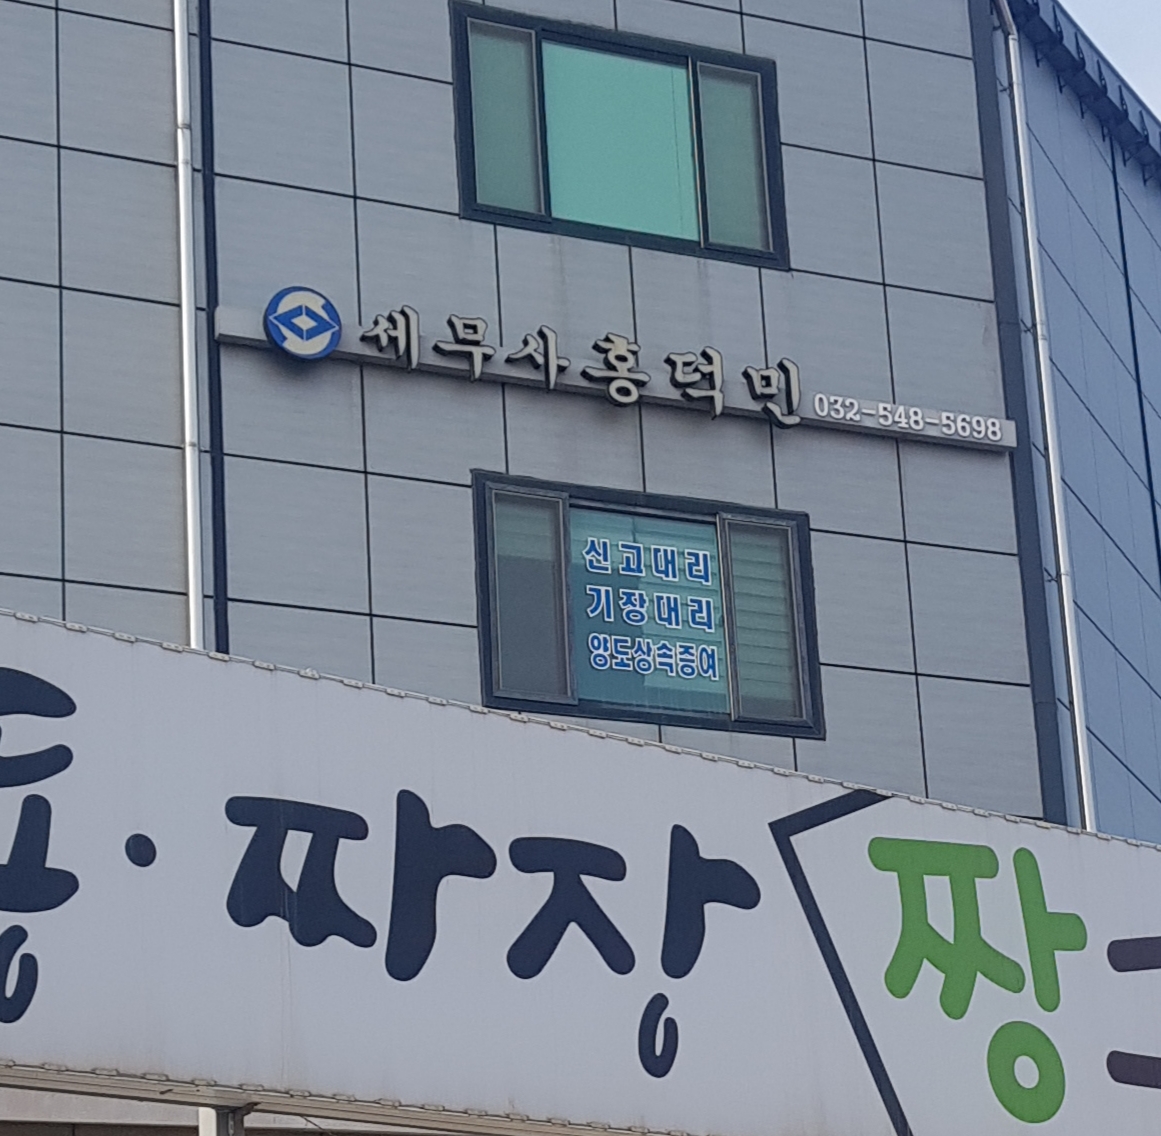 세무사홍덕민 032-548-5698
신고대리
기장대리
양도상속증여
·짜장 짱